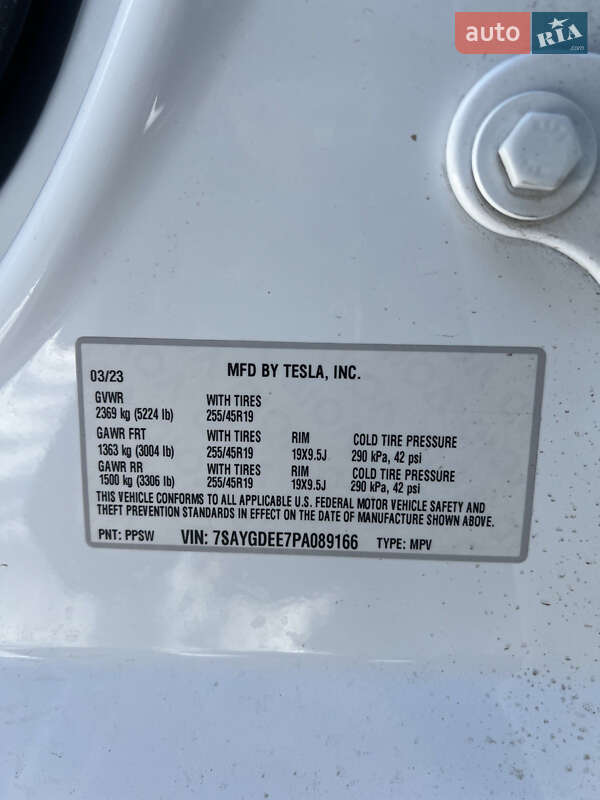 auto RIA .com
03/23 MFD BY TESLA, INC.
GVWR WITH TIRES
2369 kg (5224 lb) 255/45R19
GAWR FRT WITH TIRES RIM COLD TIRE PRESSURE
1363 kg (3004 lb) 255/45R19 19X9.5J 290 kPa, 42 psi
GAWR RR WITH TIRES RIM COLD TIRE PRESSURE
1500 kg (3306 lb) 255/45R19 19X9.5J 290 kPa, 42 psi
THIS VEHICLE CONFORMS TO ALL APPLICABLE U.S. FEDERAL MOTOR VEHICLE SAFETY AND
THEFT PREVENTION STANDARDS IN EFFECT ON THE DATE OF MANUFACTURE SHOWN ABOVE.
PNT: PPSW VIN: 7SAYGDEE7PA089166 TYPE: MPV